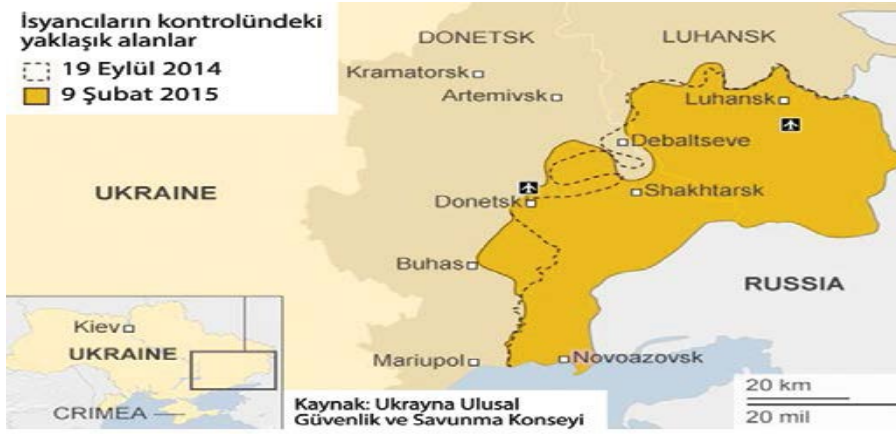 İsyancıların kontrolündeki
yaklaşık alanlar
19 Eylül 2014
9 Şubat 2015
DONETSK
LUHANSK
Kramatorsk
Artemivsk
Luhansk
Debaltseve
UKRAINE
Shakhtarsk
Donetsk
Buhas
RUSSIA
Kiev
UKRAINE
Mariupol
Novoazovsk
CRIMEA
Kaynak: Ukrayna Ulusal
Güvenlik ve Savunma Konseyi
20 km
20 mil